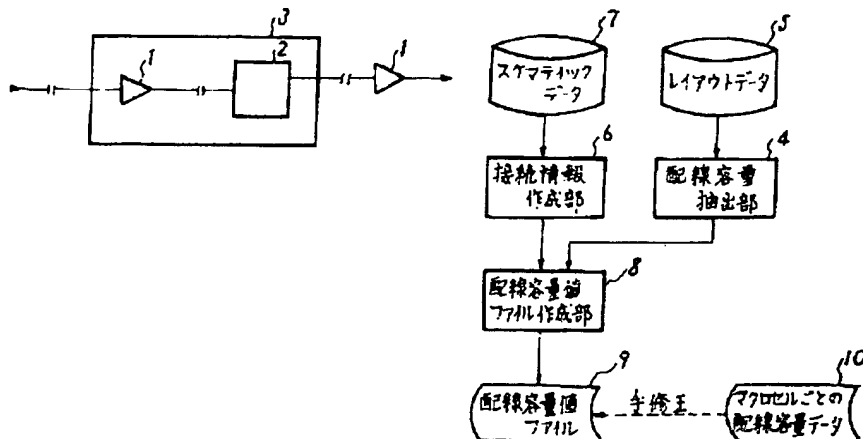 3
1
2
1
7
スケマティック
データ
5
レイアウトデータ
6
接続情報
作成部
4
配線容量
抽出部
8
配線容量値
ファイル作成部
9
配線容量値
ファイル
手修正
10
マクロセルごとの
配線容量データ